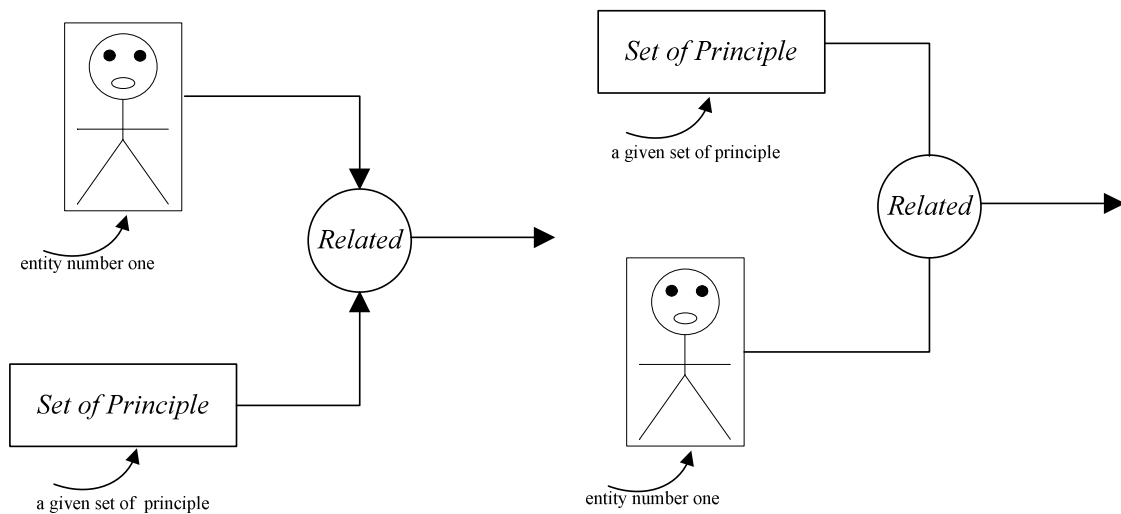 Related
entity number one
Set of Principle
a given set of principle
Set of Principle
a given set of principle
Related
entity number one